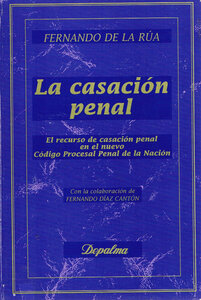 FERNANDO DE LA RÚA
La casación
penal
El recurso de casación penal
en el nuevo
Código Procesal Penal de la Nación
Con la colaboración de
FERNANDO DÍAZ CANTÓN
Depalma